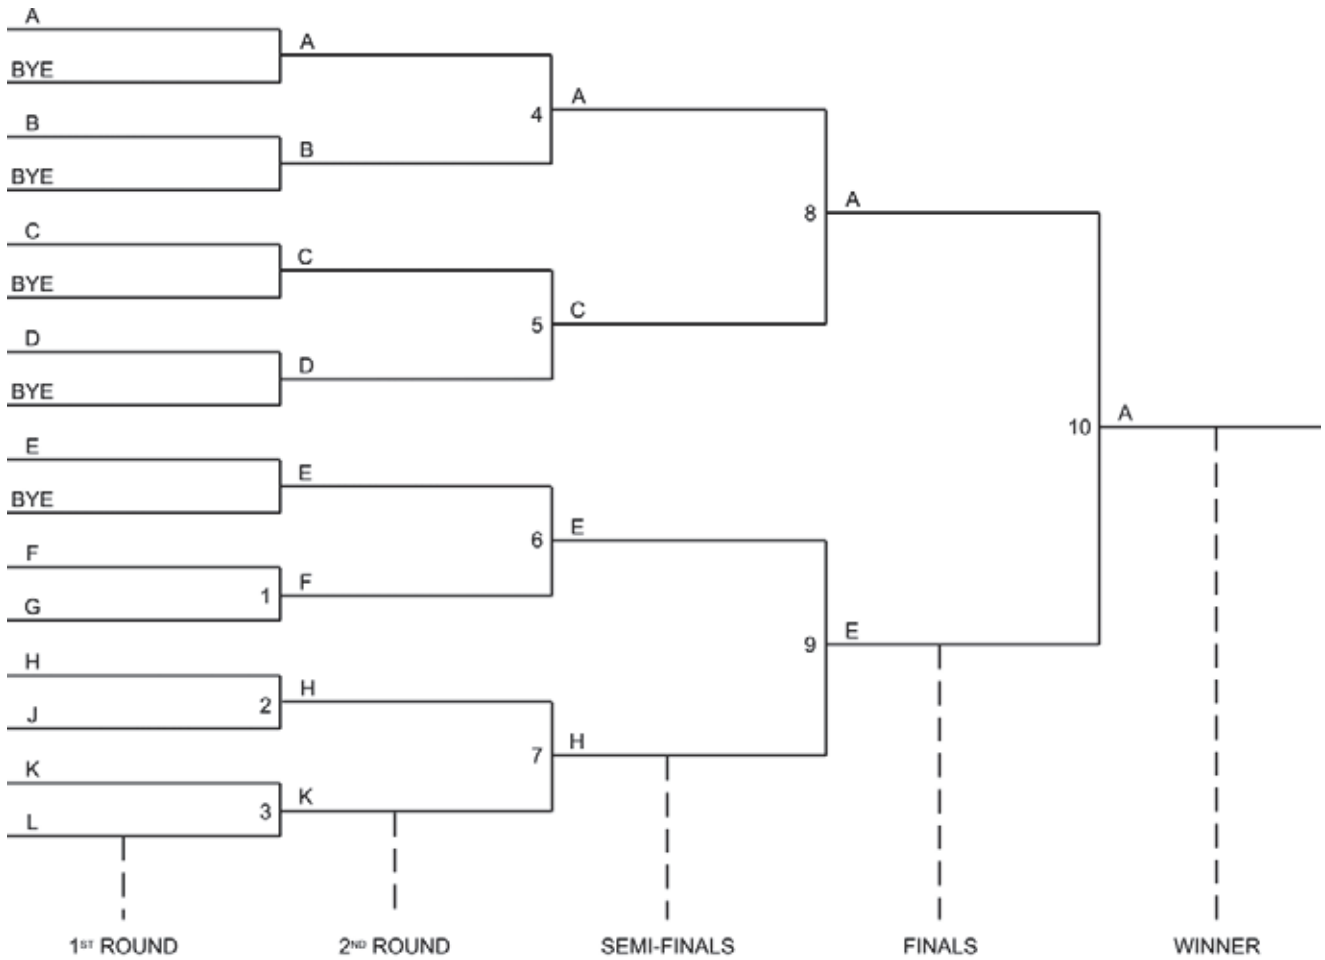 A
BYE
B
BYE
C
BYE
D
BYE
E
BYE
F
G
1
H
J
2
K
L
3
A
B
4
C
D
5
E
F
6
H
K
7
A
C
8
E
H
9
A
E
10
A
1ST ROUND
2ND ROUND
SEMI-FINALS
FINALS
WINNER